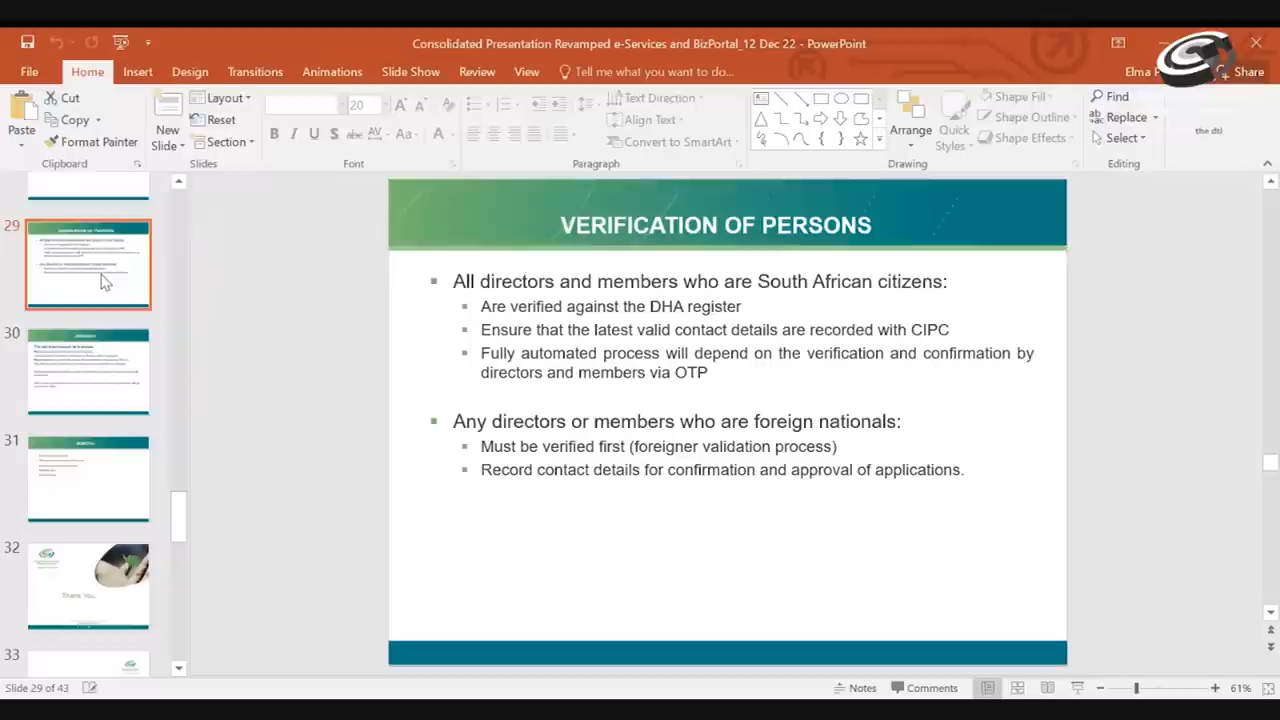 Consolidated Presentation Revamped e-Services and BizPortal_12 Dec 22 - PowerPoint
File Home Insert Design Transitions Animations Slide Show Review View Tell me what you want to do... Elma Share
Cut
Copy
Format Painter
Paste
Clipboard
New
Slide
Layout
Reset
Section
Slides
20
Font
Text Direction
Align Text
Convert to SmartArt
Paragraph
Arrange
Quick
Styles
Shape Fill
Shape Outline
Shape Effects
Drawing
Find
Replace
Select
Editing
the dti
29
30
31
32
Thank You
33
VERIFICATION OF PERSONS
All directors and members who are South African citizens:
Are verified against the DHA register
Ensure that the latest valid contact details are recorded with CIPC
Fully automated process will depend on the verification and confirmation by
directors and members via OTP
Any directors or members who are foreign nationals:
Must be verified first (foreigner validation process)
Record contact details for confirmation and approval of applications.
Slide 29 of 43
Notes
Comments
61%